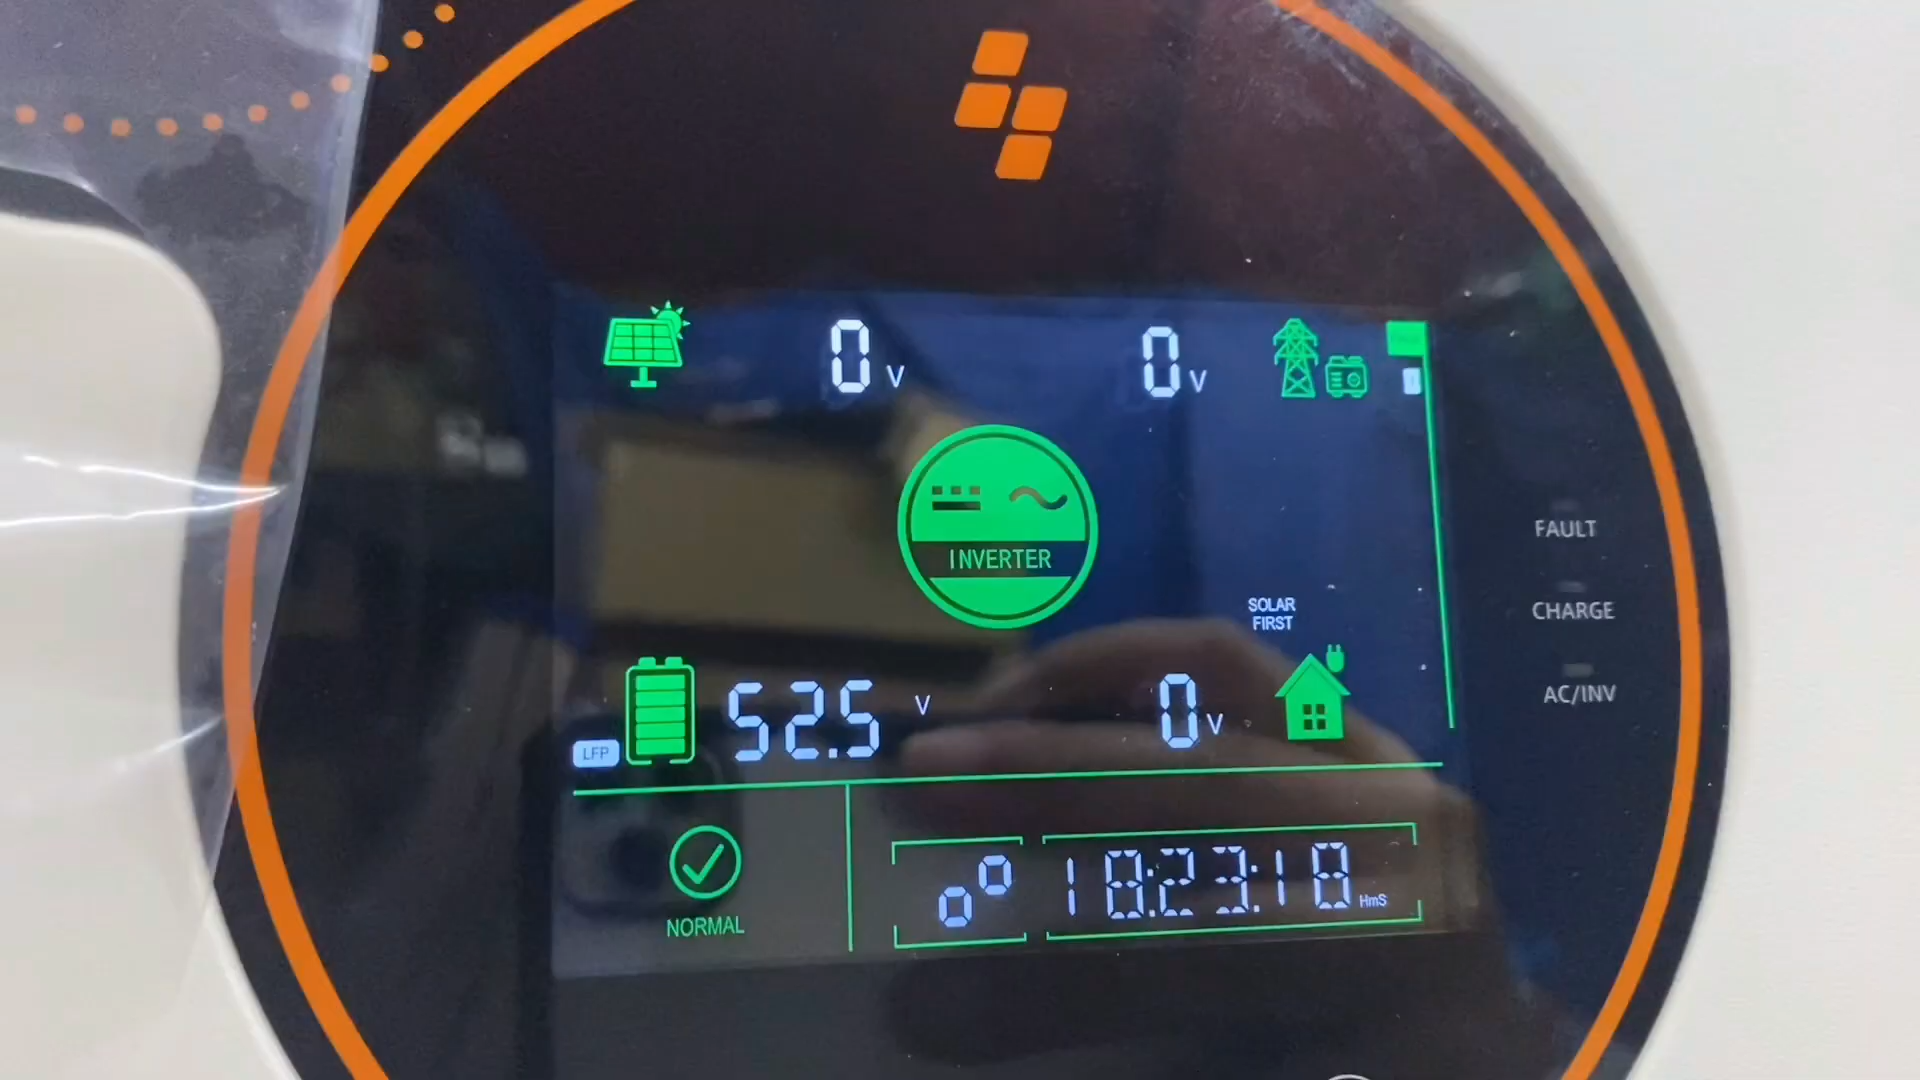 0 V
0 V
INVERTER
FAULT
SOLAR
FIRST
CHARGE
LFP
52.5 V
0 V
AC/INV
NORMAL
18:23:18 HmS